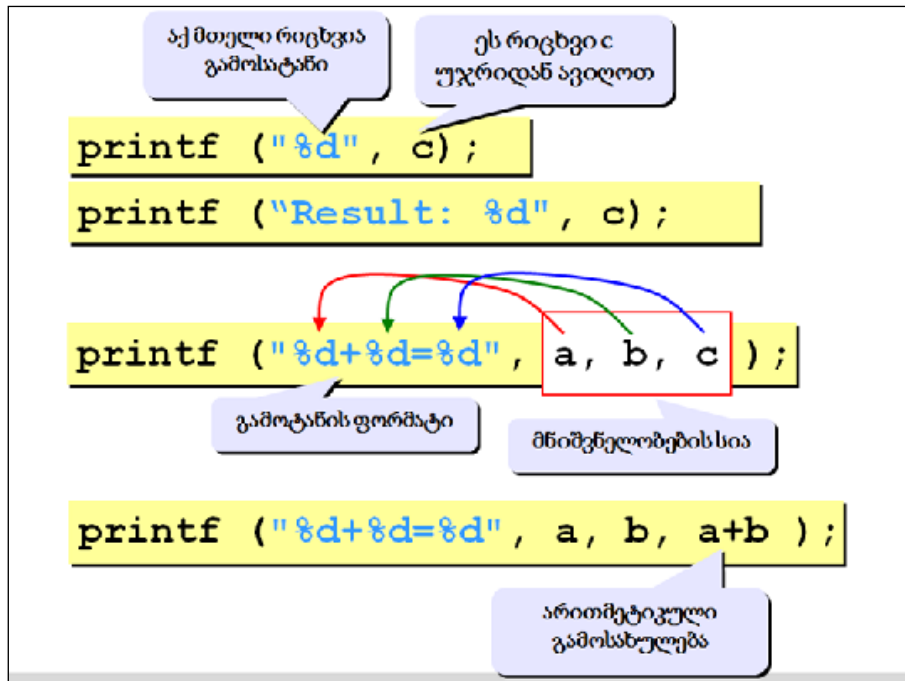 აქ მთელი რიცხვია
გამოსატანი
ეს რიცხვი c
უჯრიდან ავიღოთ
printf ("%d", c);
printf (“Result: %d", c);
printf ("%d+%d=%d", a, b, c );
გამოტანის ფორმატი
მნიშვნელობების სია
printf ("%d+%d=%d", a, b, a+b );
არითმეტიკული
გამოსახულება